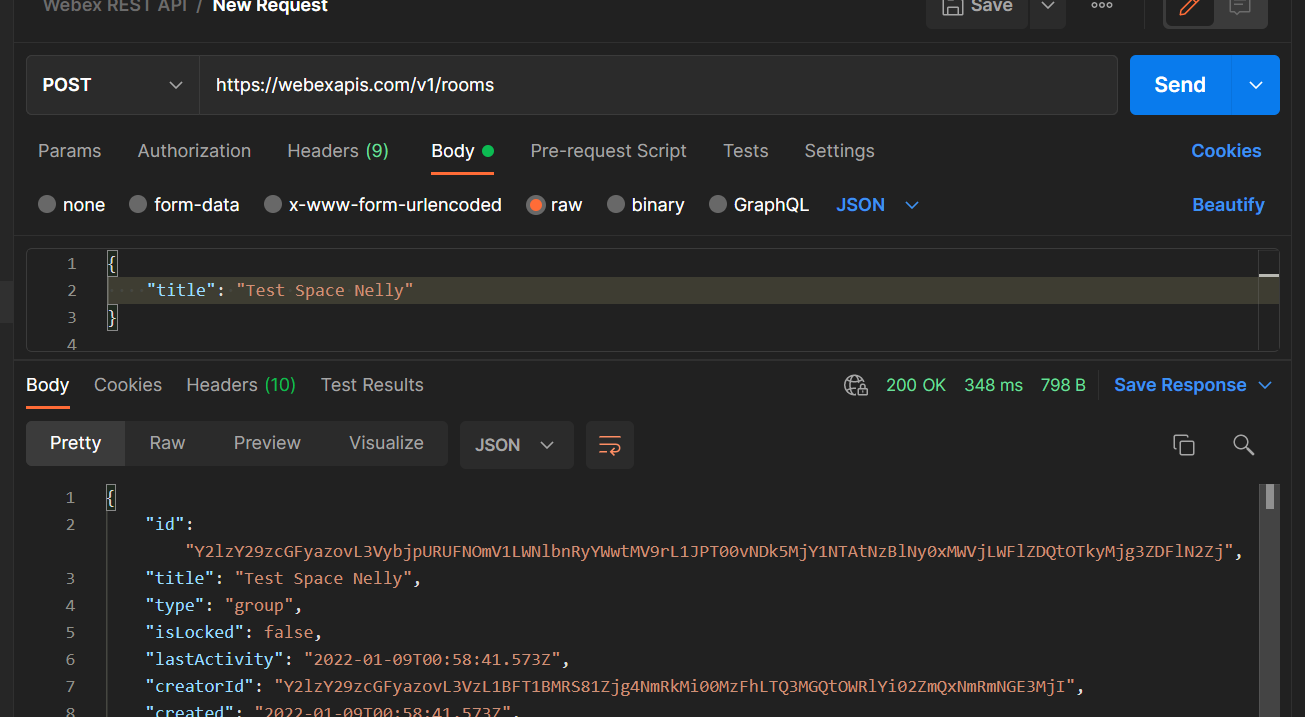 Webex REST API / New Request
Save
POST
https://webexapis.com/v1/rooms
Send
Params Authorization Headers (9) Body Pre-request Script Tests Settings Cookies
none form-data x-www-form-urlencoded raw binary GraphQL JSON Beautify
1 {
2 "title": "Test Space Nelly"
3 }
4
Body Cookies Headers (10) Test Results 200 OK 348 ms 798 B Save Response
Pretty Raw Preview Visualize JSON
1 {
2 "id":
"Y2lzY29zcGFyazovL3VybjpURUFNOmV1LWNlbnRyYWwtMV9rL1JPT00vNDk5MjY1NTAtNzBlNy0xMWVjLWFlZDQtOTkyMjg3ZDFlN2Zj",
3 "title": "Test Space Nelly",
4 "type": "group",
5 "isLocked": false,
6 "lastActivity": "2022-01-09T00:58:41.573Z",
7 "creatorId": "Y2lzY29zcGFyazovL3VzL1BFT1BMRS81Zjg4NmRkMi00MzFhLTQ3MGQtOWRlYi02ZmQxNmRmNGE3MjI",
8 "created": "2022-01-09T00:58:41.573Z",